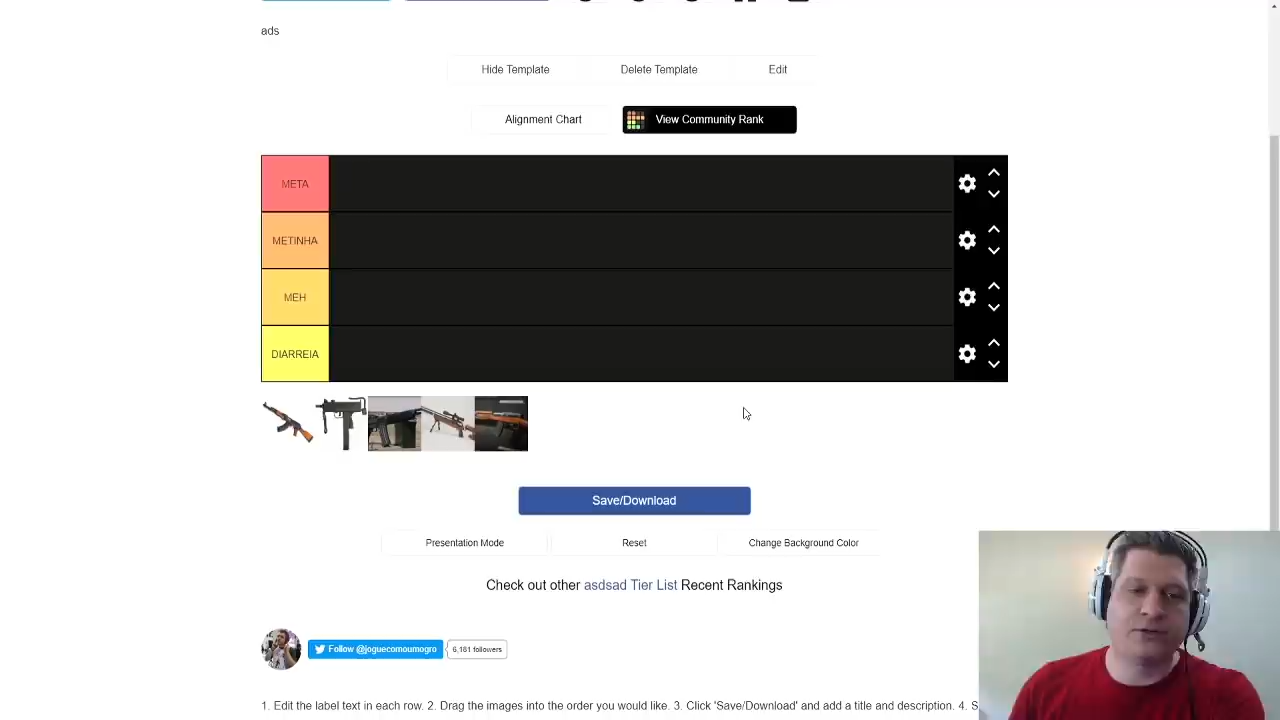 ads
Hide Template Delete Template Edit
Alignment Chart View Community Rank
META
METINHA
MEH
DIARREIA
Save/Download
Presentation Mode Reset Change Background Color
Check out other asdsad Tier List Recent Rankings
Follow @joguecomoumogro 6,181 followers
1. Edit the label text in each row. 2. Drag the images into the order you would like. 3. Click 'Save/Download' and add a title and description. 4. S